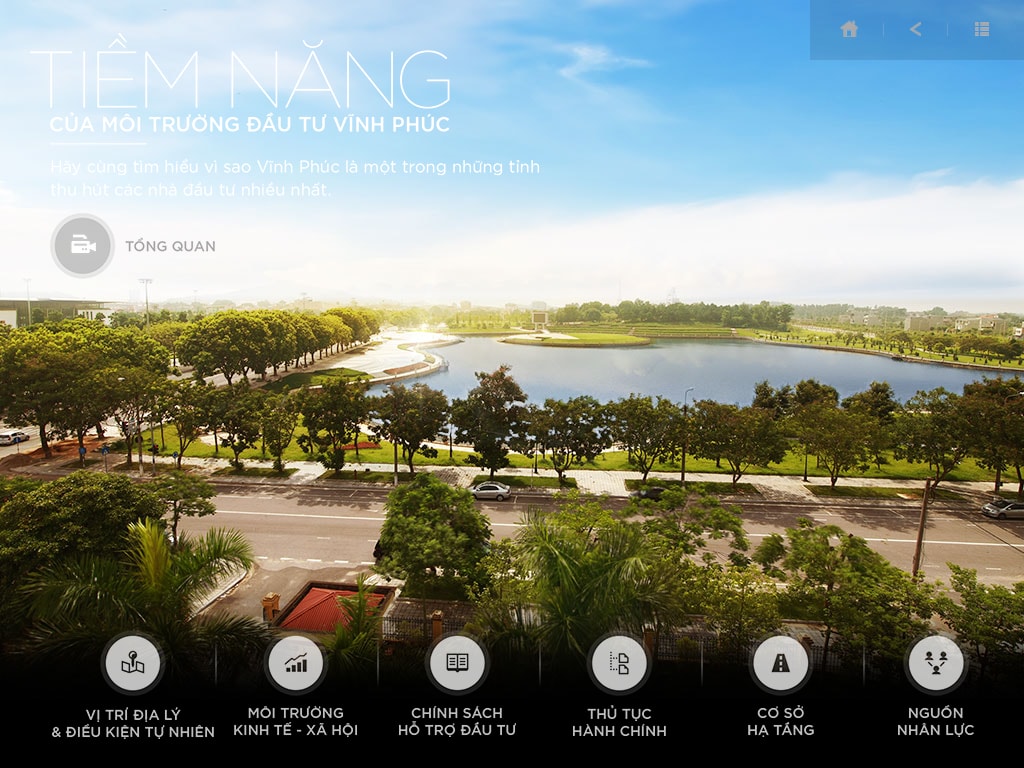 TIỀM NĂNG
CỦA MÔI TRƯỜNG ĐẦU TƯ VĨNH PHÚC
Hãy cùng tìm hiểu vì sao Vĩnh Phúc là một trong những tỉnh
thu hút các nhà đầu tư nhiều nhất.
TỔNG QUAN
VỊ TRÍ ĐỊA LÝ
& ĐIỀU KIỆN TỰ NHIÊN
MÔI TRƯỜNG
KINH TẾ - XÃ HỘI
CHÍNH SÁCH
HỖ TRỢ ĐẦU TƯ
THỦ TỤC
HÀNH CHÍNH
CƠ SỞ
HẠ TẦNG
NGUỒN
NHÂN LỰC